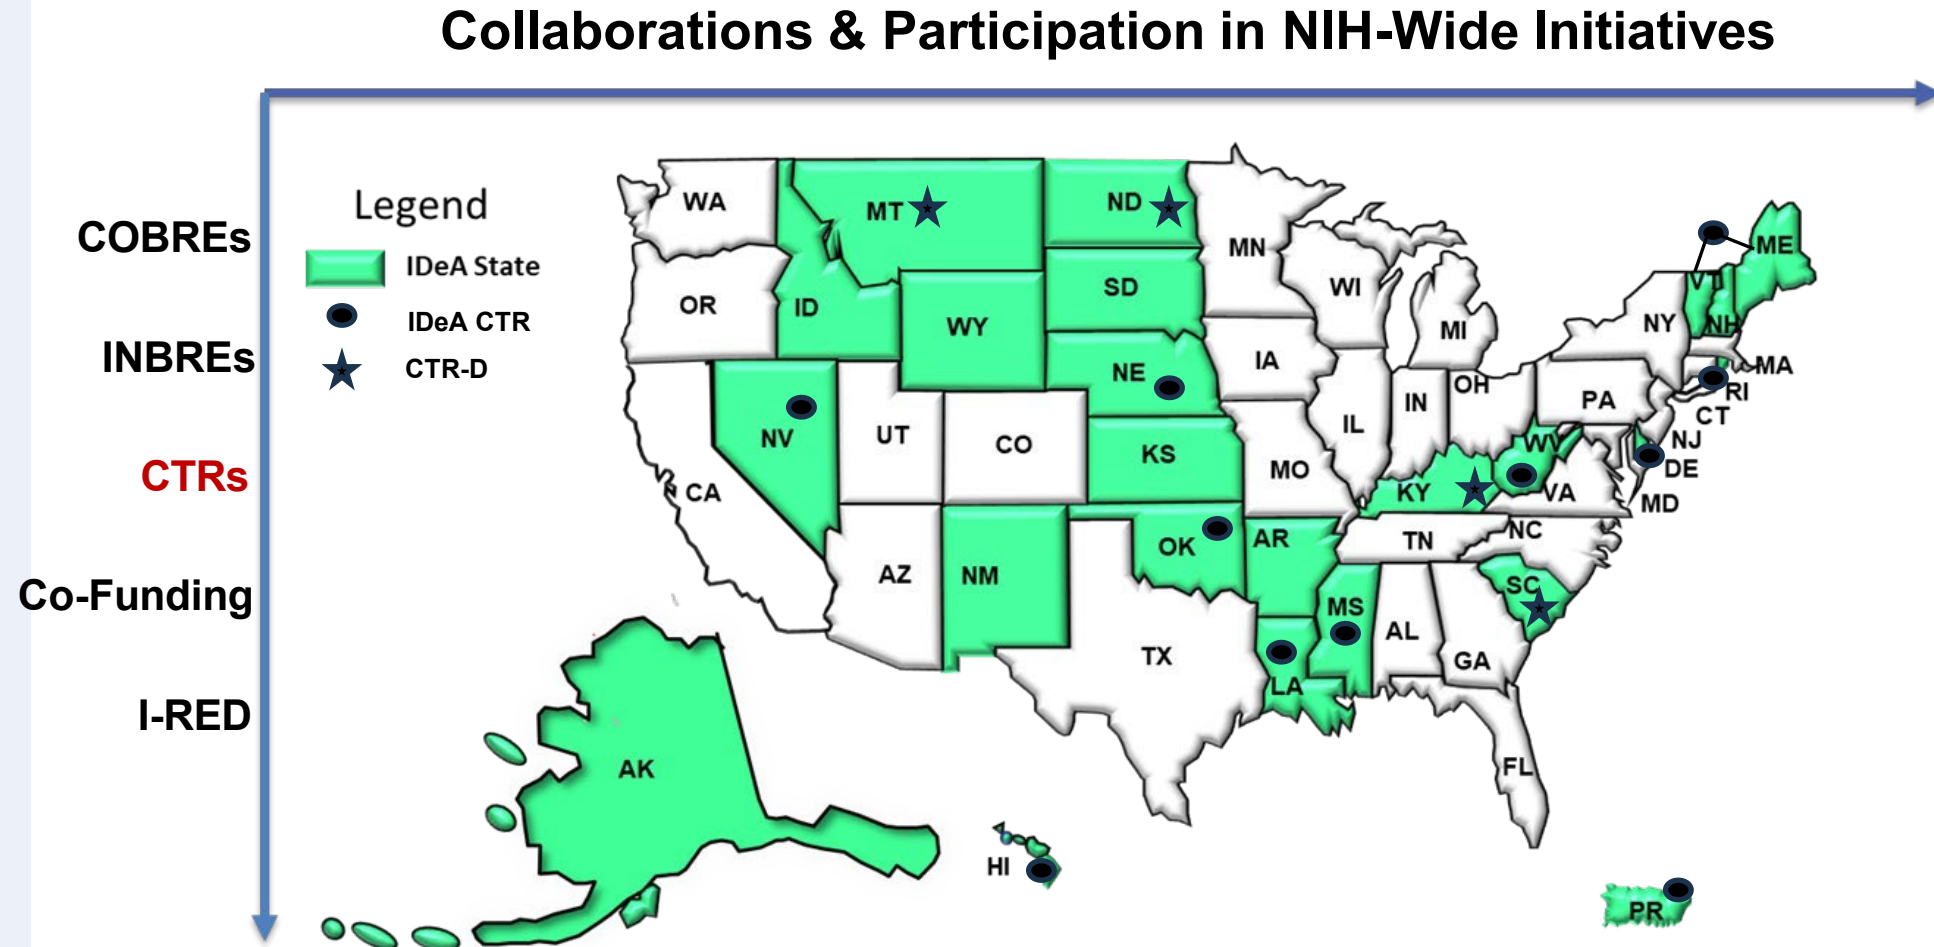 Collaborations & Participation in NIH-Wide Initiatives
COBREs
INBREs
CTRs
Co-Funding
I-RED
Legend
IDeA State
IDeA CTR
CTR-D
WA
MT
ND
MN
ME
OR
ID
WY
SD
WI
MI
NY
VT
NH
MA
RI
CT
NV
UT
CO
NE
IA
IL
IN
OH
PA
NJ
DE
MD
CA
KS
MO
KY
WV
VA
AZ
NM
OK
AR
TN
NC
SC
TX
LA
MS
AL
GA
FL
AK
HI
PR